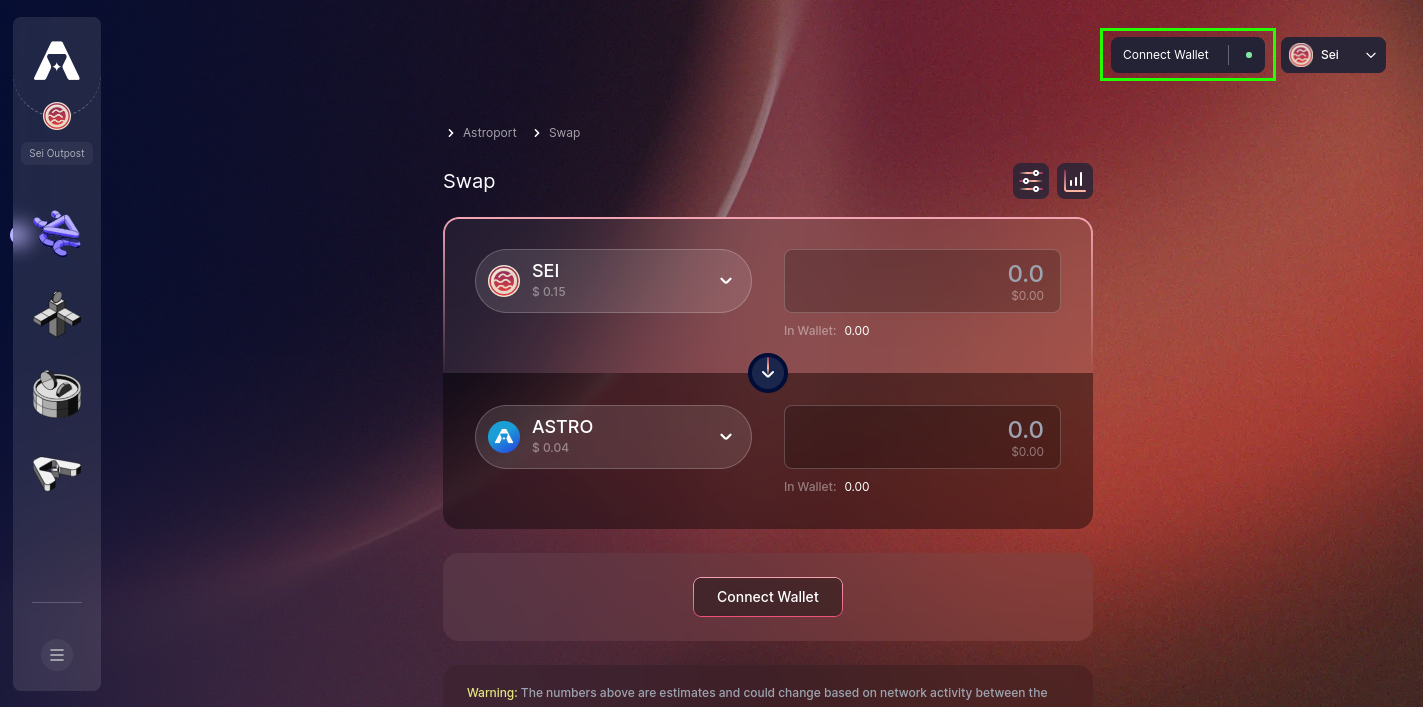 Connect Wallet
Sei
Sei Outpost
Astroport Swap
Swap
SEI
$ 0.15
0.0
$0.00
In Wallet: 0.00
ASTRO
$ 0.04
0.0
$0.00
In Wallet: 0.00
Connect Wallet
Warning: The numbers above are estimates and could change based on network activity between the